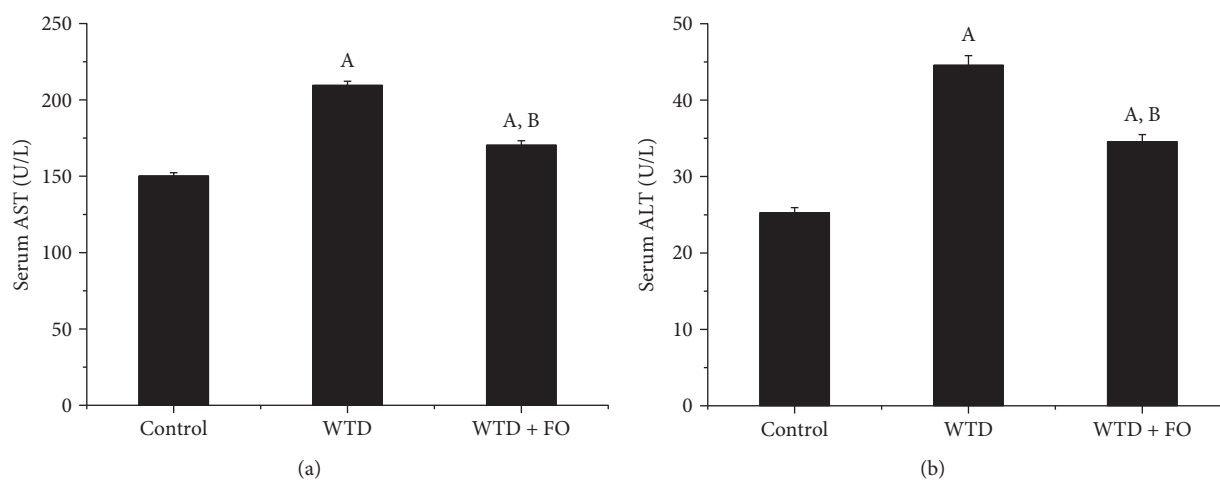 250
200
150
100
50
0
Serum AST (U/L)
A
A, B
Control
WTD
WTD + FO
(a)
50
40
30
20
10
0
Serum ALT (U/L)
A
A, B
Control
WTD
WTD + FO
(b)